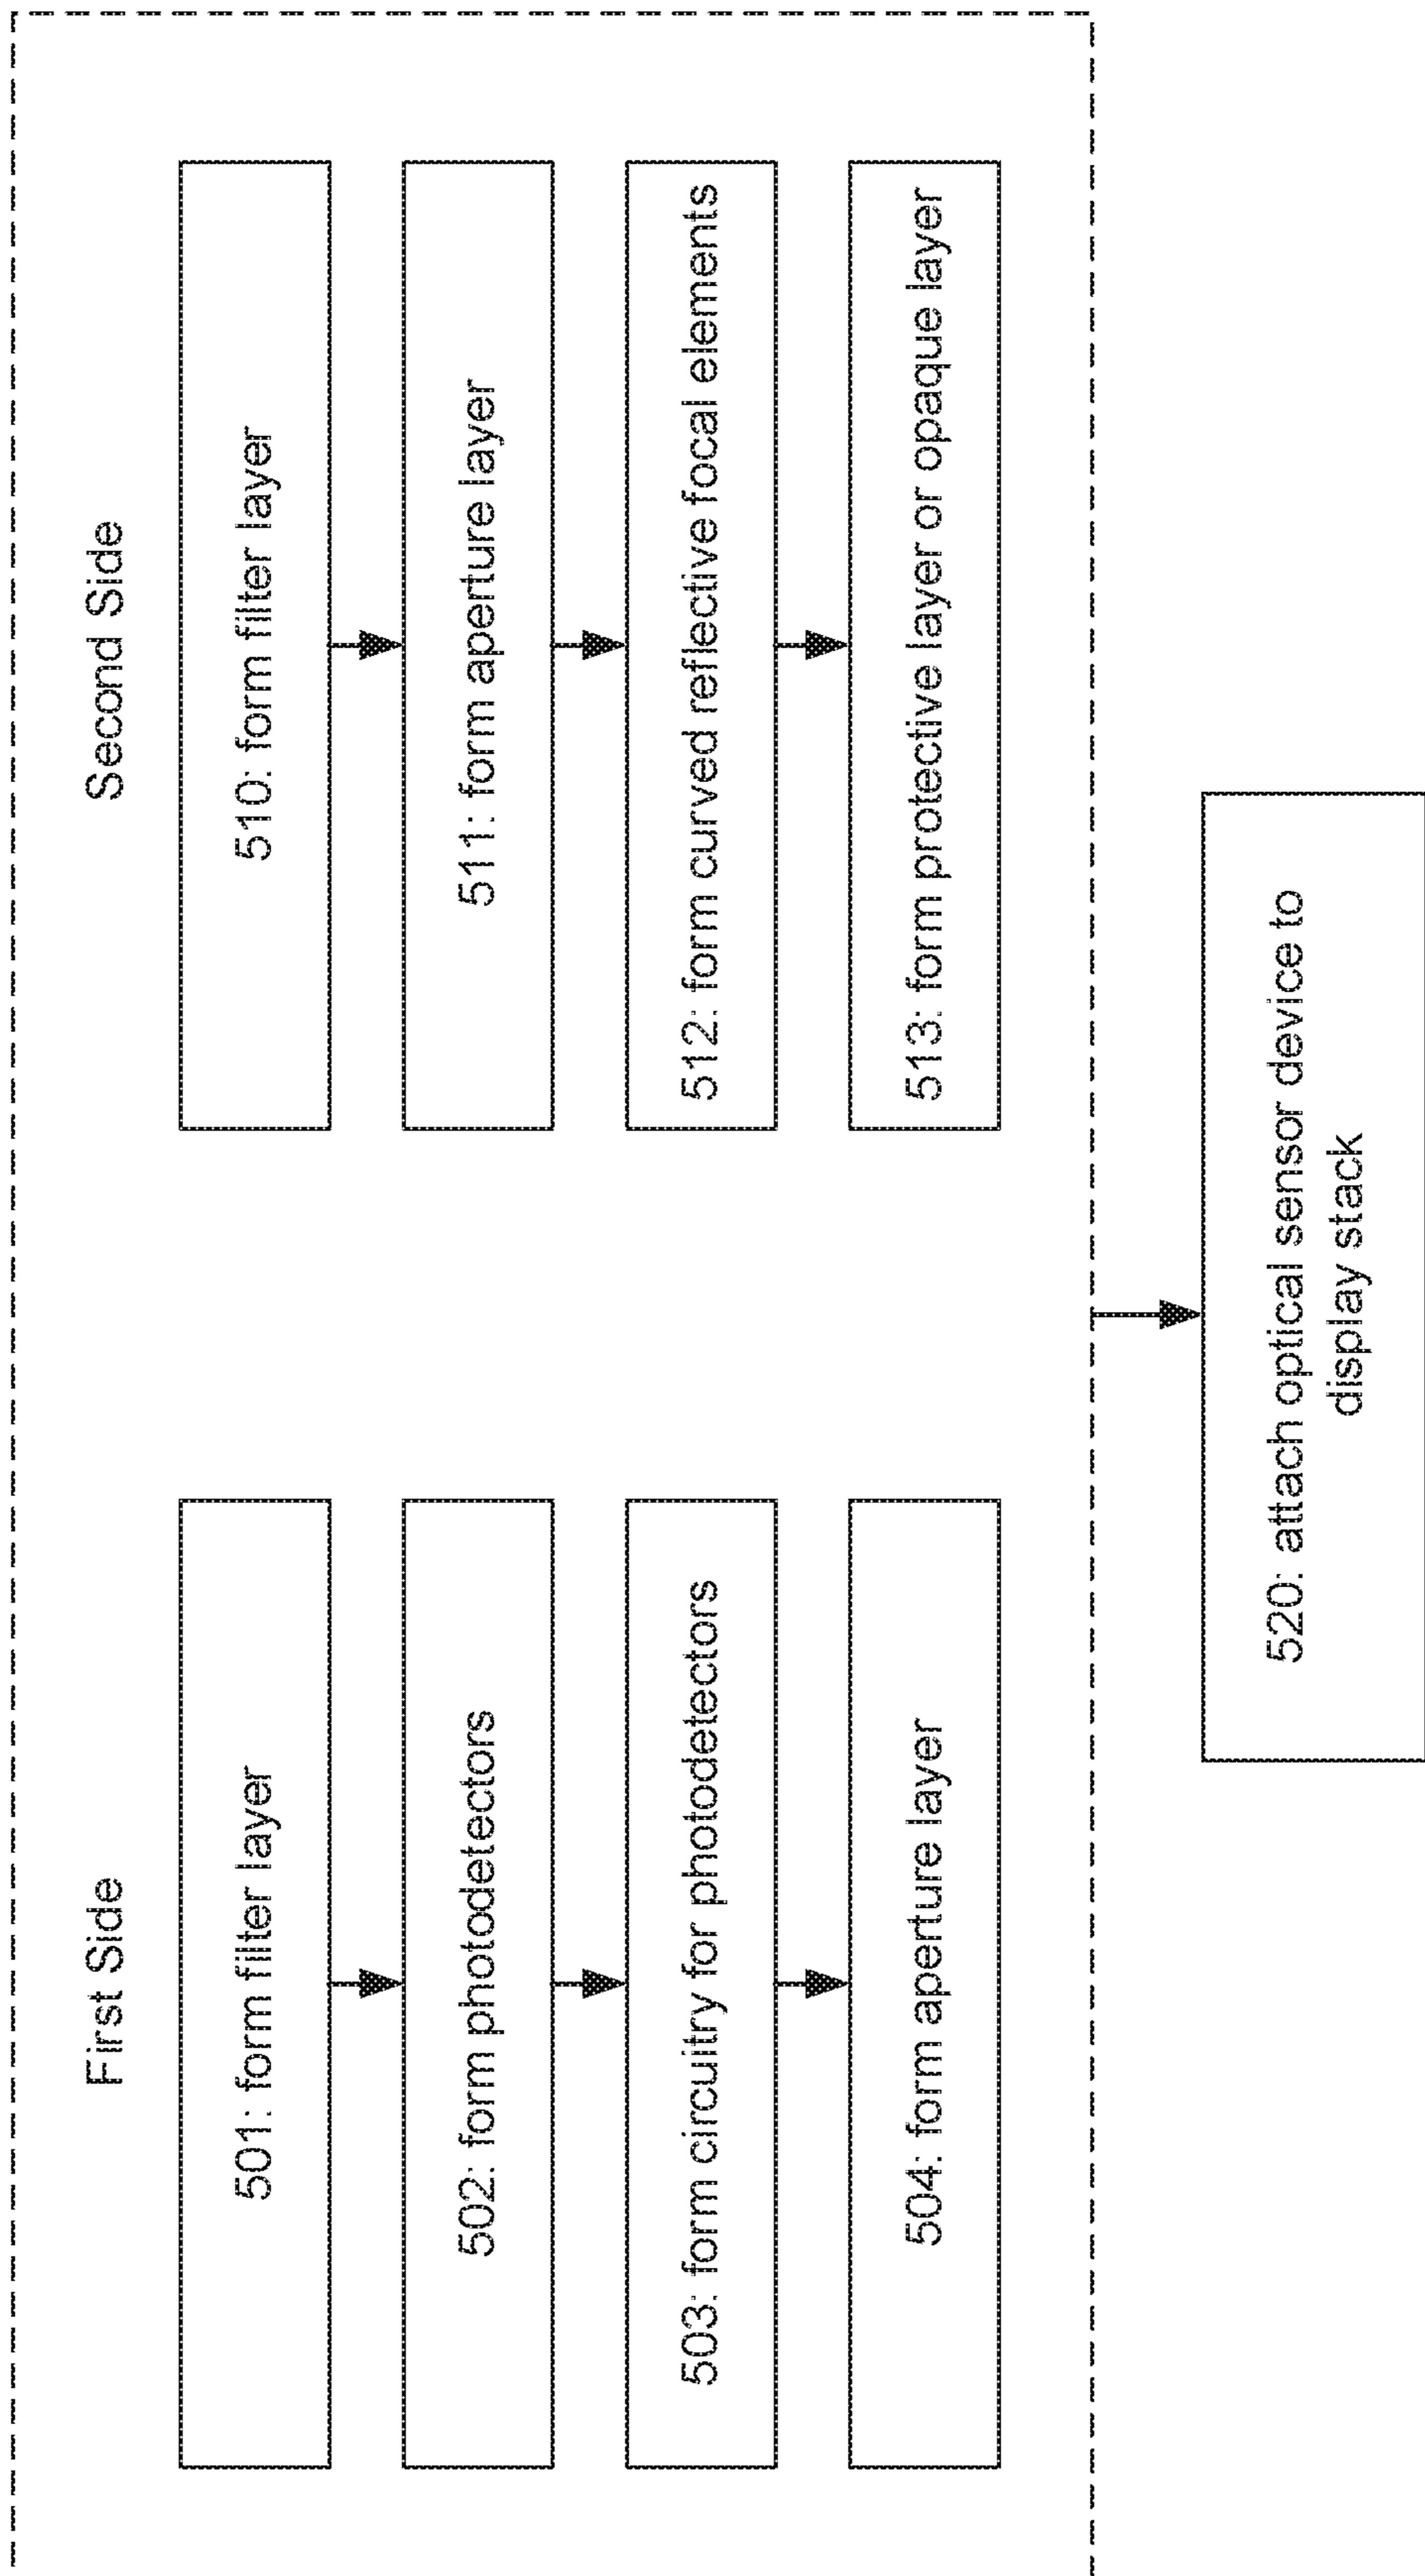 First Side
501: form filter layer
502: form photodetectors
503: form circuitry for photodetectors
504: form aperture layer
Second Side
510: form filter layer
511: form aperture layer
512: form curved reflective focal elements
513: form protective layer or opaque layer
520: attach optical sensor device to
display stack